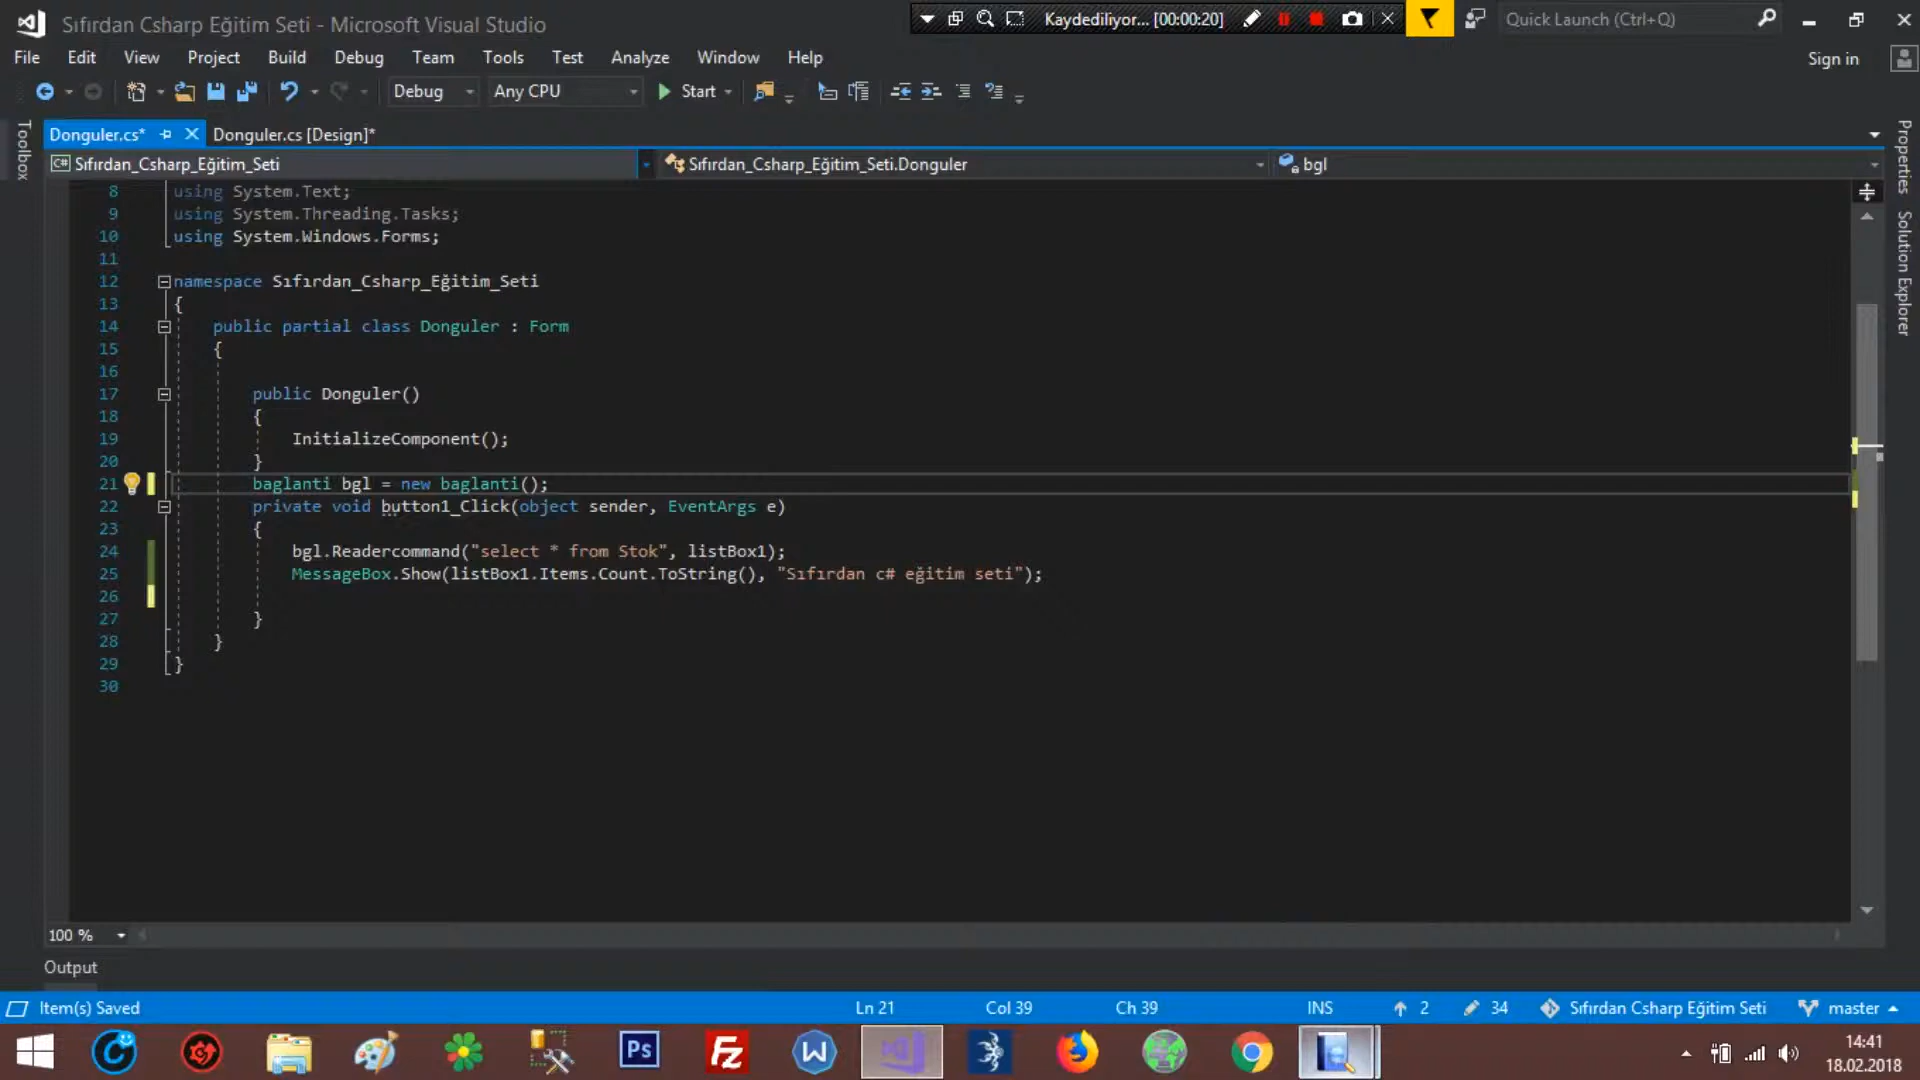 Sıfırdan Csharp Eğitim Seti - Microsoft Visual Studio
Kaydediliyor... [00:00:20]
Quick Launch (Ctrl+Q)
File Edit View Project Build Debug Team Tools Test Analyze Window Help
Sign in
Debug Any CPU Start
Toolbox
Donguler.cs* Donguler.cs [Design]*
Properties
Solution Explorer
Sıfırdan_Csharp_Eğitim_Seti Sıfırdan_Csharp_Eğitim_Seti.Donguler bgl
8 using System.Text;
9 using System.Threading.Tasks;
10 using System.Windows.Forms;
11
12 namespace Sıfırdan_Csharp_Eğitim_Seti
13 {
14 public partial class Donguler : Form
15 {
16
17 public Donguler()
18 {
19 InitializeComponent();
20 }
21 baglanti bgl = new baglanti();
22 private void button1_Click(object sender, EventArgs e)
23 {
24 bgl.Readercommand("select * from Stok", listBox1);
25 MessageBox.Show(listBox1.Items.Count.ToString(), "Sıfırdan c# eğitim seti");
26
27 }
28 }
29 }
30
100 %
Output
Item(s) Saved Ln 21 Col 39 Ch 39 INS 2 34 Sıfırdan Csharp Eğitim Seti master
Ps
Fz
W
14:41
18.02.2018